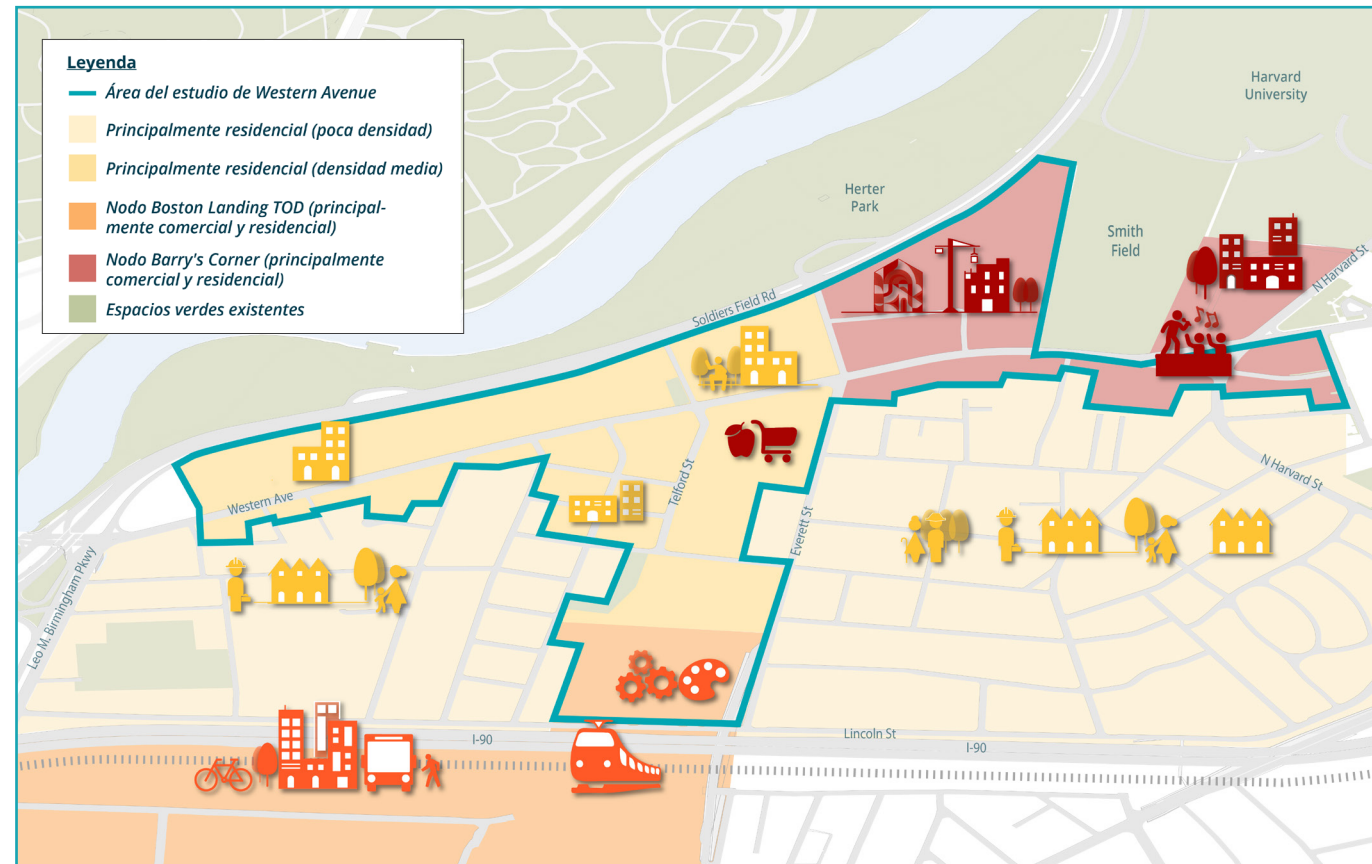 Leyenda
Área del estudio de Western Avenue
Principalmente residencial (poca densidad)
Principalmente residencial (densidad media)
Nodo Boston Landing TOD (principal-
mente comercial y residencial)
Nodo Barry's Corner (principalmente
comercial y residencial)
Espacios verdes existentes
Harvard
University
Herter
Park
Smith
Field
N Harvard St
Soldiers Field Rd
Western Ave
Telford St
Everett St
N Harvard St
Leo M. Birmingham Pkwy
I-90
Lincoln St
I-90